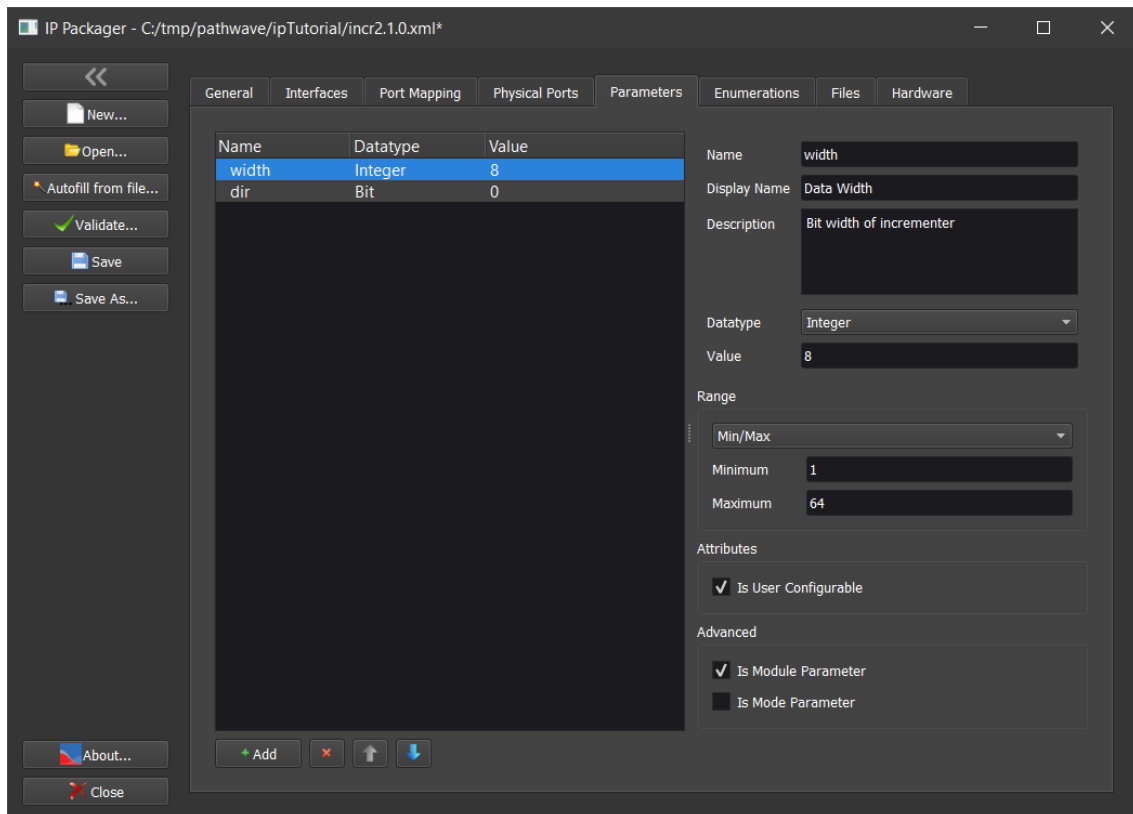 IP Packager - C:/tmp/pathwave/ipTutorial/incr2.1.0.xml*
New...
Open...
Autofill from file...
Validate...
Save
Save As...
About...
Close
General Interfaces Port Mapping Physical Ports Parameters Enumerations Files Hardware
Name Datatype Value
width Integer 8
dir Bit 0
+ Add
Name width
Display Name Data Width
Description Bit width of incrementer
Datatype Integer
Value 8
Range
Min/Max
Minimum 1
Maximum 64
Attributes
Is User Configurable
Advanced
Is Module Parameter
Is Mode Parameter